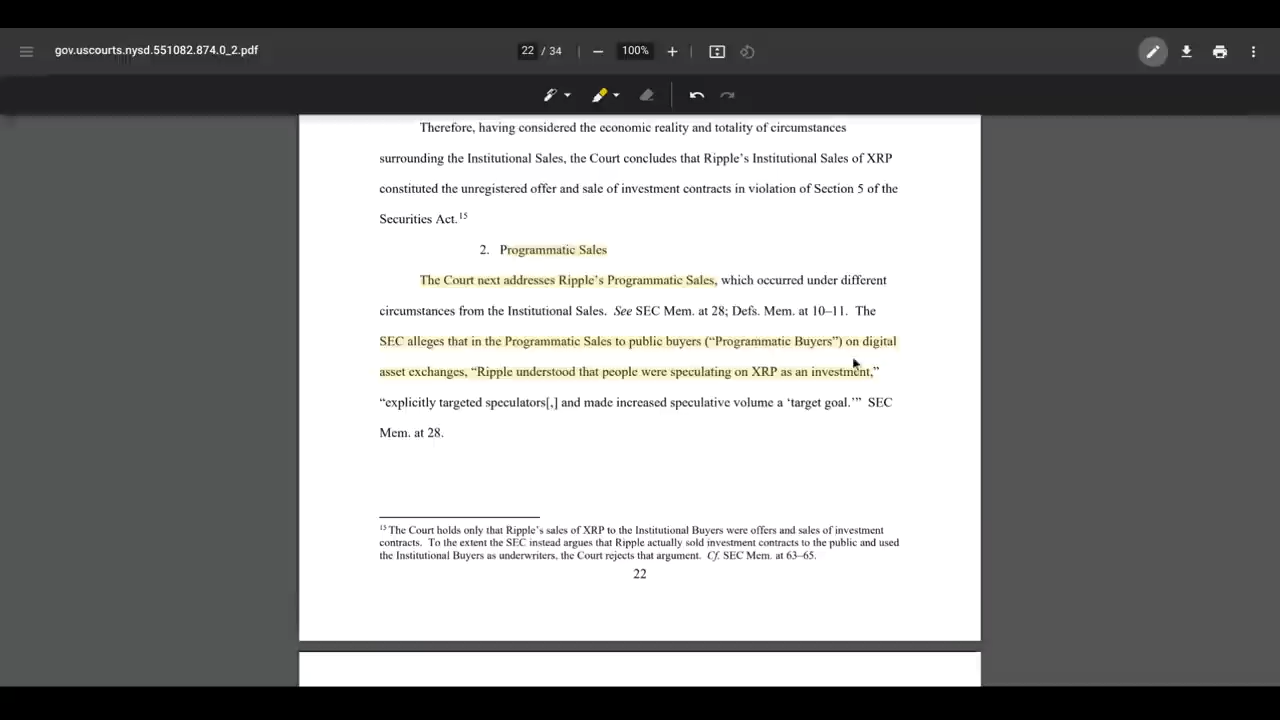 gov.uscourts.nysd.551082.874.0_2.pdf
22 / 34
100%
Therefore, having considered the economic reality and totality of circumstances
surrounding the Institutional Sales, the Court concludes that Ripple’s Institutional Sales of XRP
constituted the unregistered offer and sale of investment contracts in violation of Section 5 of the
Securities Act.15
2. Programmatic Sales
The Court next addresses Ripple’s Programmatic Sales, which occurred under different
circumstances from the Institutional Sales. See SEC Mem. at 28; Defs. Mem. at 10–11. The
SEC alleges that in the Programmatic Sales to public buyers (“Programmatic Buyers”) on digital
asset exchanges, “Ripple understood that people were speculating on XRP as an investment,”
“explicitly targeted speculators[,] and made increased speculative volume a ‘target goal.’” SEC
Mem. at 28.
15 The Court holds only that Ripple’s sales of XRP to the Institutional Buyers were offers and sales of investment
contracts. To the extent the SEC instead argues that Ripple actually sold investment contracts to the public and used
the Institutional Buyers as underwriters, the Court rejects that argument. Cf. SEC Mem. at 63–65.
22